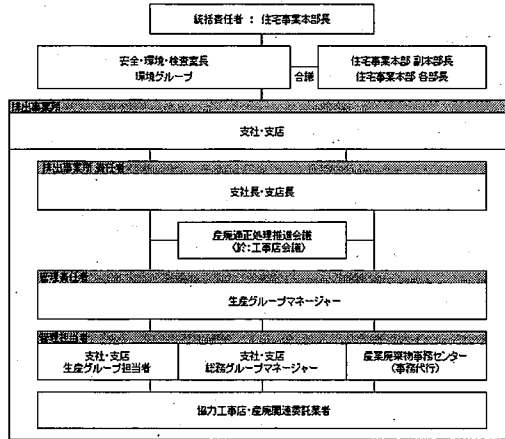 統括責任者 : 住宅事業本部長
安全・環境・検査室長
環境グループ
会議
住宅事業本部 副本部長
住宅事業本部 各部長
排出事業所
支社・支店
排出事業所 責任者
支社長・支店長
産廃適正処理推進会議
(於:工事店会議)
管理責任者
生産グループマネージャー
管理担当者
支社・支店
生産グループ担当者
支社・支店
総務グループマネージャー
産業廃棄物事務センター
(事務代行)
協力工事店・産廃関連委託業者